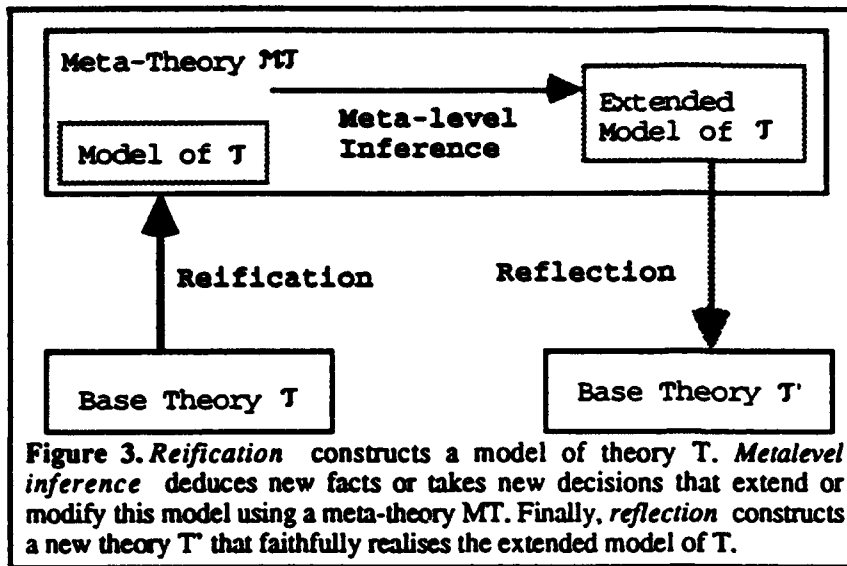 Meta-Theory MT
Extended
Model of T
Meta-level
Inference
Model of T
Reification
Reflection
Base Theory T
Base Theory T'
Figure 3. Reification constructs a model of theory T. Metalevel
inference deduces new facts or takes new decisions that extend or
modify this model using a meta-theory MT. Finally, reflection constructs
a new theory T' that faithfully realises the extended model of T.